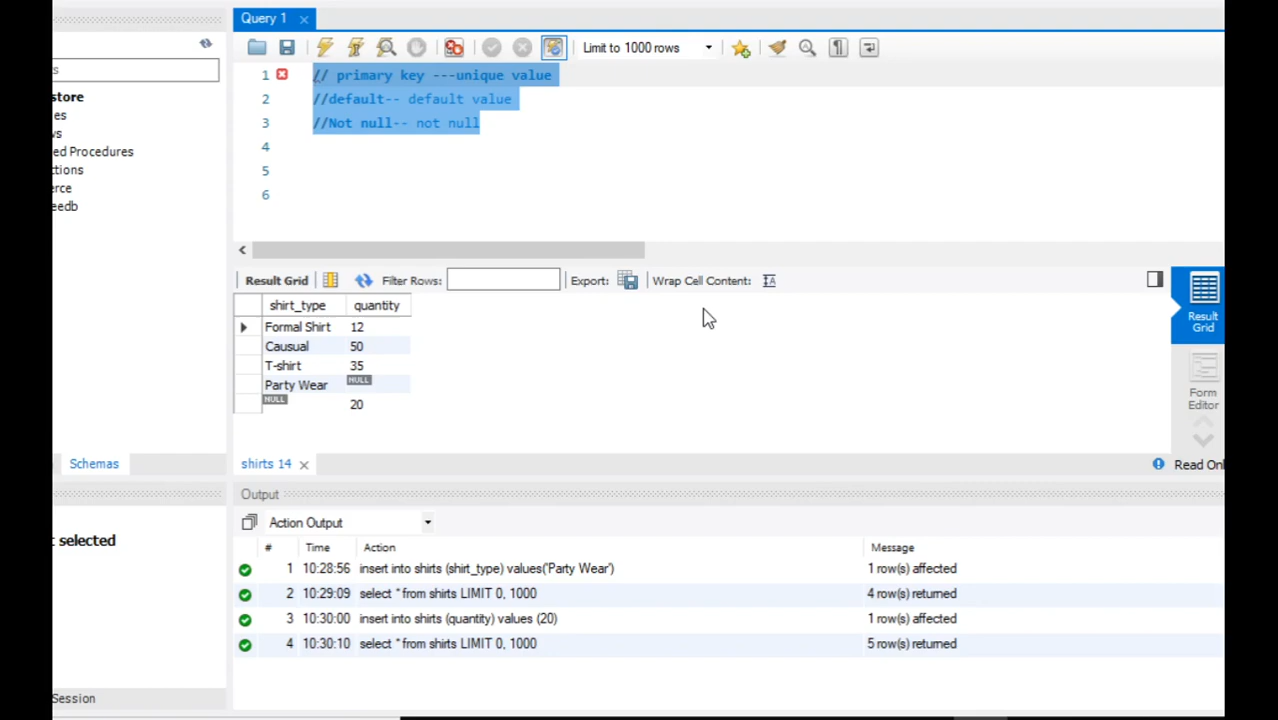 Query 1
Limit to 1000 rows
s
1 // primary key ---unique value
2 //default-- default value
3 //Not null-- not null
4
5
6
store
es
vs
ed Procedures
ctions
erce
eedb
Result Grid Filter Rows: Export: Wrap Cell Content:
shirt_type quantity
Formal Shirt 12
Causual 50
T-shirt 35
Party Wear NULL
NULL 20
Result
Grid
Form
Editor
Schemas
shirts 14
Read Onl
Output
selected
Action Output
# Time Action Message
1 10:28:56 insert into shirts (shirt_type) values('Party Wear') 1 row(s) affected
2 10:29:09 select * from shirts LIMIT 0, 1000 4 row(s) returned
3 10:30:00 insert into shirts (quantity) values (20) 1 row(s) affected
4 10:30:10 select * from shirts LIMIT 0, 1000 5 row(s) returned
Session